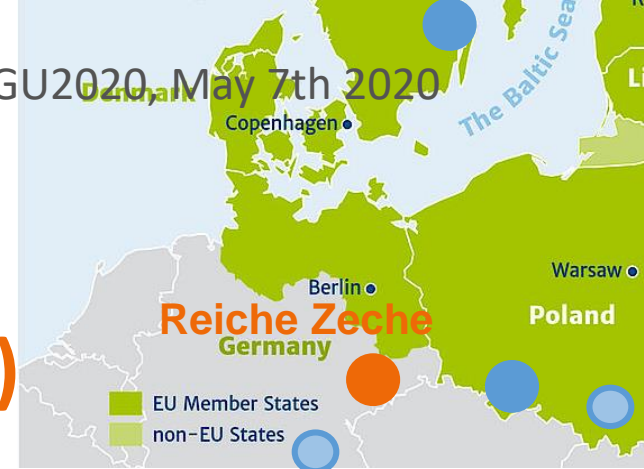 GU2020, May 7th 2020
Denmark
The Baltic Sea
Li
Copenhagen
Warsaw
Berlin
Reiche Zeche
Poland
Germany
)
EU Member States
non-EU States